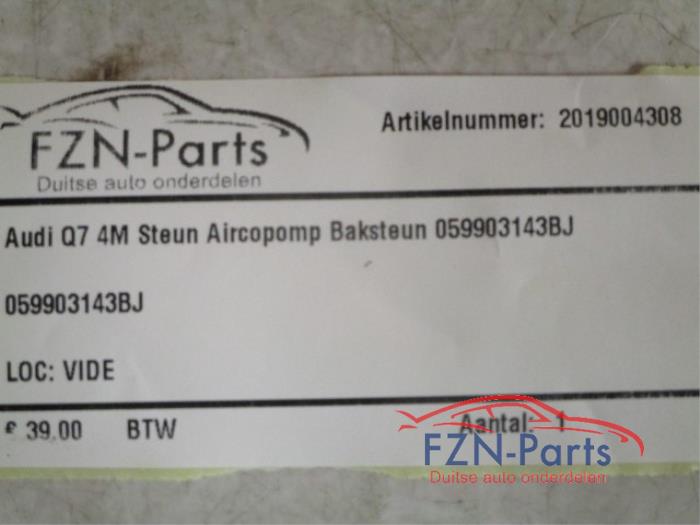 FZN-Parts
Duitse auto onderdelen
Artikelnummer: 2019004308
Audi Q7 4M Steun Aircopomp Baksteun 059903143BJ
059903143BJ
LOC: VIDE
€ 39.00 BTW Aantal: 1
FZN-Parts
Duitse auto onderdelen